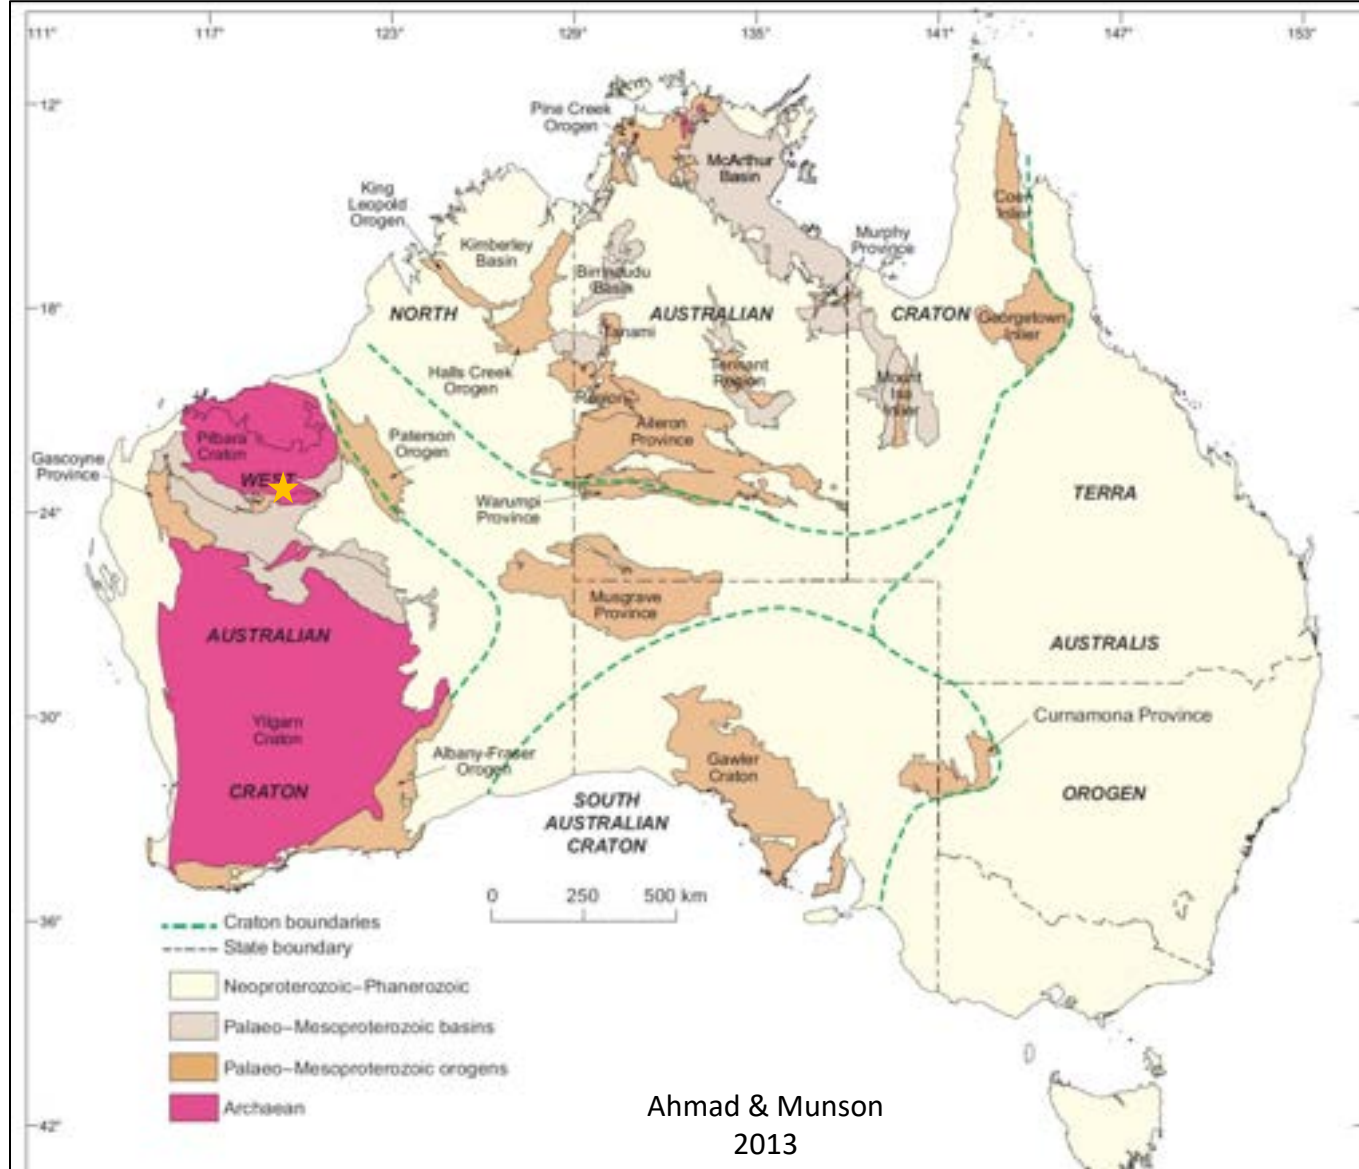 111°
117°
123°
129°
135°
141°
147°
153°
12°
18°
24°
30°
36°
42°
Pine Creek
Orogen
McArthur
Basin
King
Leopold
Orogen
Kimberley
Basin
Birrindudu
Basin
Murphy
Province
Coen
Inlier
NORTH
AUSTRALIAN
CRATON
Georgetown
Inlier
Tanami
Region
Halls Creek
Orogen
Tennant
Region
Mount
Isa
Inlier
Pilbara
Craton
Paterson
Orogen
Aileron
Province
Gascoyne
Province
WEST
Warumpi
Province
TERRA
Musgrave
Province
AUSTRALIAN
AUSTRALIS
Yilgarn
Craton
Curnamona Province
Albany-Fraser
Orogen
Gawler
Craton
CRATON
SOUTH
AUSTRALIAN
CRATON
OROGEN
0 250 500 km
Craton boundaries
State boundary
Neoproterozoic–Phanerozoic
Palaeo–Mesoproterozoic basins
Palaeo–Mesoproterozoic orogens
Archaean
Ahmad & Munson
2013